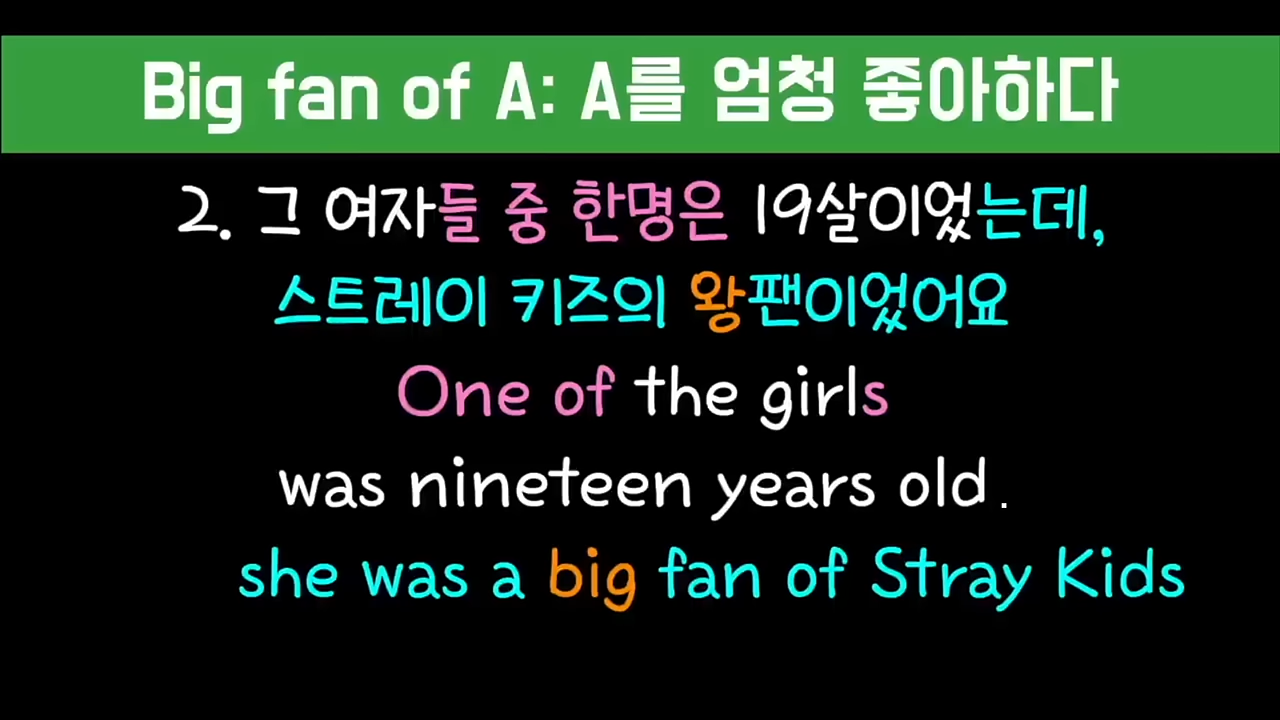 Big fan of A: A를 엄청 좋아하다
2. 그 여자들 중 한명은 19살이었는데,
스트레이 키즈의 왕팬이었어요
One of the girls
was nineteen years old.
she was a big fan of Stray Kids